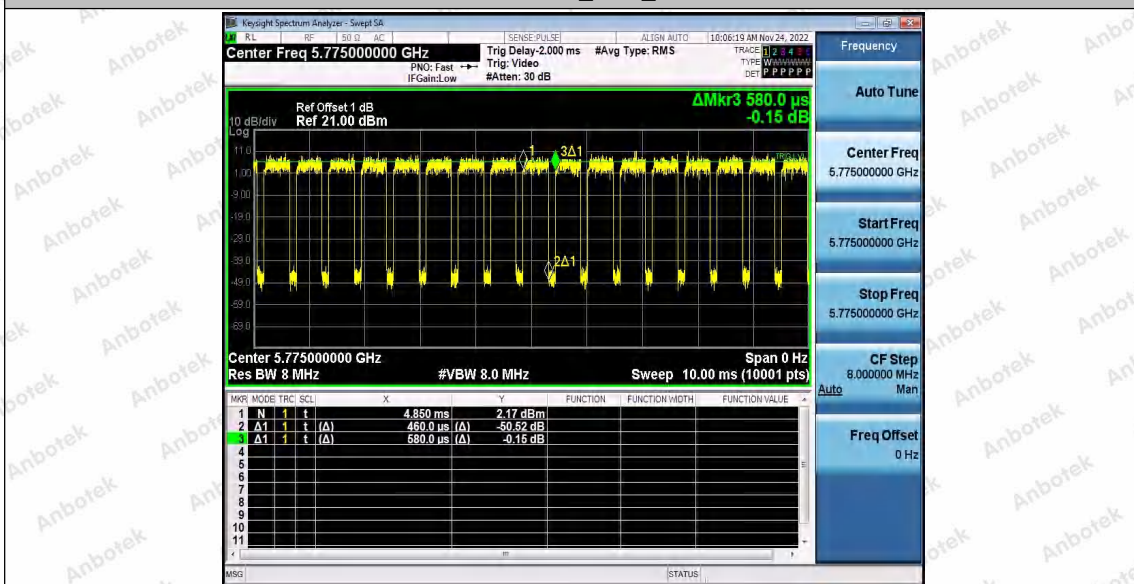 Keysight Spectrum Analyzer - Swept SA
RL RF 50 Ω AC SENSE:PULSE ALIGN AUTO 10:06:19 AM Nov 24, 2022
Center Freq 5.775000000 GHz
PNO: Fast
IFGain:Low
Trig Delay-2.000 ms
Trig: Video
#Atten: 30 dB
#Avg Type: RMS
TRACE 1 2 3 4 5 6
TYPE W
DET P P P P P P
ΔMkr3 580.0 µs
-0.15 dB
Ref Offset 1 dB
10 dB/div Ref 21.00 dBm
Log
11.0
1.00
-9.00
-19.0
-29.0
-39.0
-49.0
-59.0
-69.0
1
3Δ1
2Δ1
Center 5.775000000 GHz Span 0 Hz
Res BW 8 MHz #VBW 8.0 MHz Sweep 10.00 ms (10001 pts)
MKR MODE TRC SCL X Y FUNCTION FUNCTION WIDTH FUNCTION VALUE
1 N 1 t 4.850 ms 2.17 dBm
2 Δ1 1 t (Δ) 460.0 µs (Δ) -50.52 dB
3 Δ1 1 t (Δ) 580.0 µs (Δ) -0.15 dB
4
5
6
7
8
9
10
11
MSG STATUS
Frequency
Auto Tune
Center Freq
5.775000000 GHz
Start Freq
5.775000000 GHz
Stop Freq
5.775000000 GHz
CF Step
8.000000 MHz
Auto Man
Freq Offset
0 Hz
Anbotek